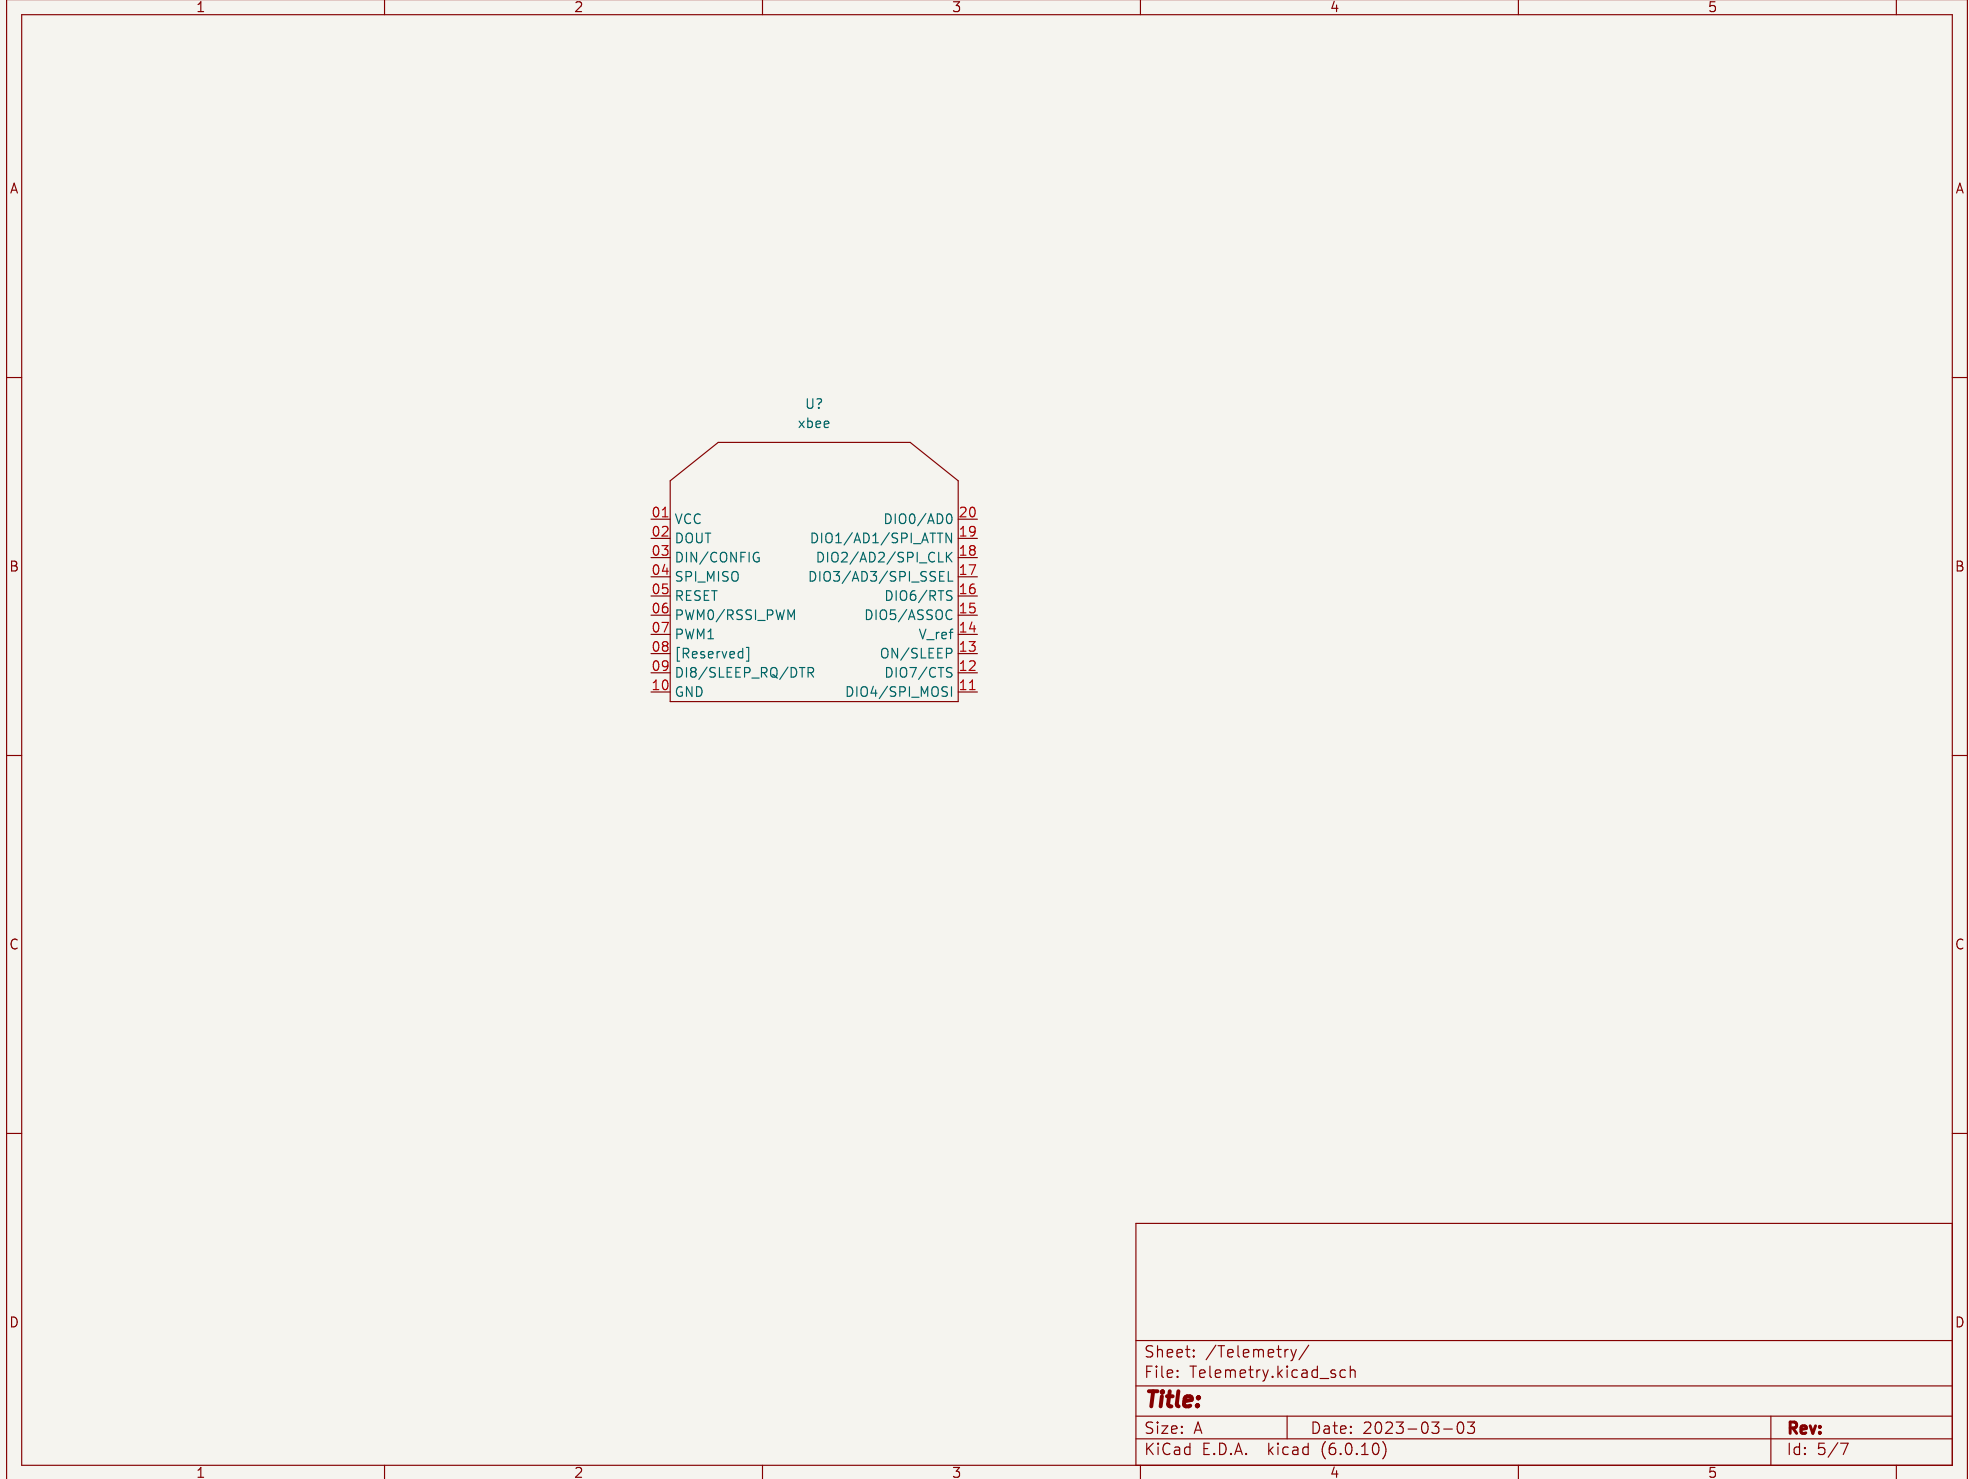 1 2 3 4 5
A A
U?
xbee
01 VCC DIO0/AD0 20
02 DOUT DIO1/AD1/SPI_ATTN 19
03 DIN/CONFIG DIO2/AD2/SPI_CLK 18
B B
04 SPI_MISO DIO3/AD3/SPI_SSEL 17
05 RESET DIO6/RTS 16
06 PWM0/RSSI_PWM DIO5/ASSOC 15
07 PWM1 V_ref 14
08 [Reserved] ON/SLEEP 13
09 DI8/SLEEP_RQ/DTR DIO7/CTS 12
10 GND DIO4/SPI_MOSI 11
C C
D D
Sheet: /Telemetry/
File: Telemetry.kicad_sch
Title:
Size: A Date: 2023-03-03 Rev:
KiCad E.D.A. kicad (6.0.10) Id: 5/7
1 2 3 4 5